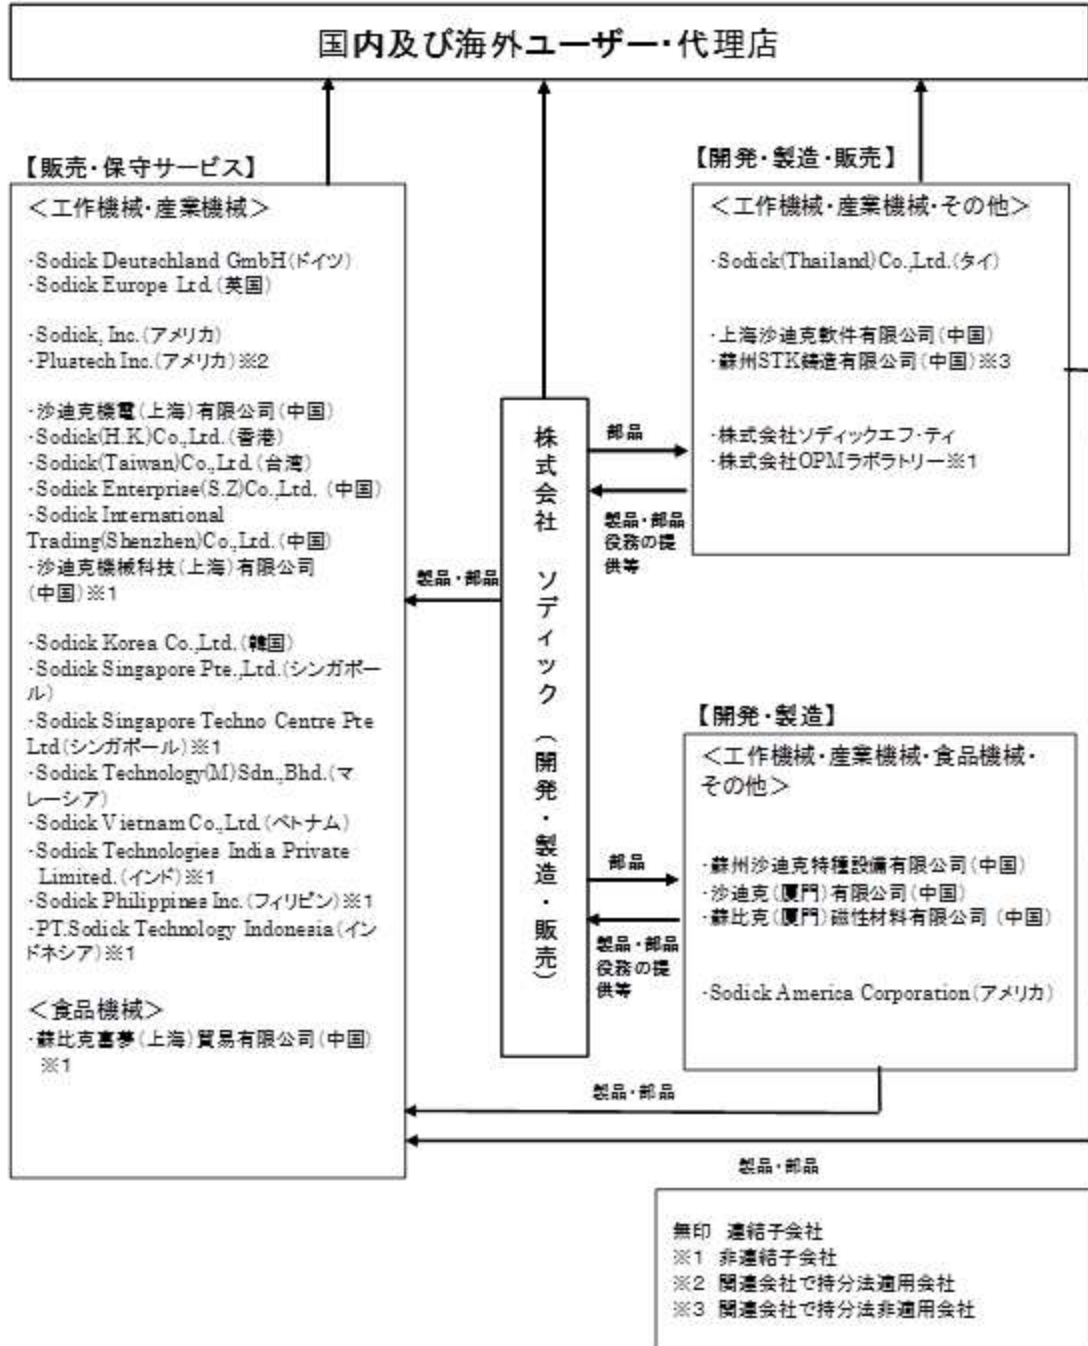 国内及び海外ユーザー・代理店
【販売・保守サービス】
＜工作機械・産業機械＞
・Sodick Deutschland GmbH(ドイツ)
・Sodick Europe Ltd.(英国)
・Sodick, Inc.(アメリカ)
・Plustech Inc.(アメリカ)※2
・沙迪克機電(上海)有限公司(中国)
・Sodick(H.K.)Co.,Ltd.(香港)
・Sodick(Taiwan)Co.,Ltd.(台湾)
・Sodick Enterprise(S.Z)Co.,Ltd. (中国)
・Sodick International
Trading(Shenzhen)Co.,Ltd.(中国)
・沙迪克機械科技(上海)有限公司
(中国)※1
・Sodick Korea Co.,Ltd.(韓国)
・Sodick Singapore Pte.,Ltd.(シンガポー
ル)
・Sodick Singapore Techno Centre Pte
Ltd(シンガポール)※1
・Sodick Technology(M)Sdn.,Bhd.(マ
レーシア)
・Sodick Vietnam Co.,Ltd.(ベトナム)
・Sodick Technologies India Private
Limited.(インド)※1
・Sodick Philippines Inc.(フィリピン)※1
・PT.Sodick Technology Indonesia(イン
ドネシア)※1
＜食品機械＞
・蘇比克富夢(上海)貿易有限公司(中国)
※1
製品・部品
株式会社 ソディック (開発・製造・販売)
【開発・製造・販売】
＜工作機械・産業機械・その他＞
・Sodick(Thailand)Co.,Ltd.(タイ)
・上海沙迪克軟件有限公司(中国)
・蘇州STK鋳造有限公司(中国)※3
・株式会社ソディックエフ・ティ
・株式会社OPMラボラトリー※1
部品
製品・部品
役務の提
供等
【開発・製造】
＜工作機械・産業機械・食品機械・
その他＞
・蘇州沙迪克特種設備有限公司(中国)
・沙迪克(厦門)有限公司(中国)
・蘇比克(厦門)磁性材料有限公司 (中国)
・Sodick America Corporation(アメリカ)
部品
製品・部品
役務の提
供等
製品・部品
製品・部品
無印 連結子会社
※1 非連結子会社
※2 関連会社で持分法適用会社
※3 関連会社で持分法非適用会社